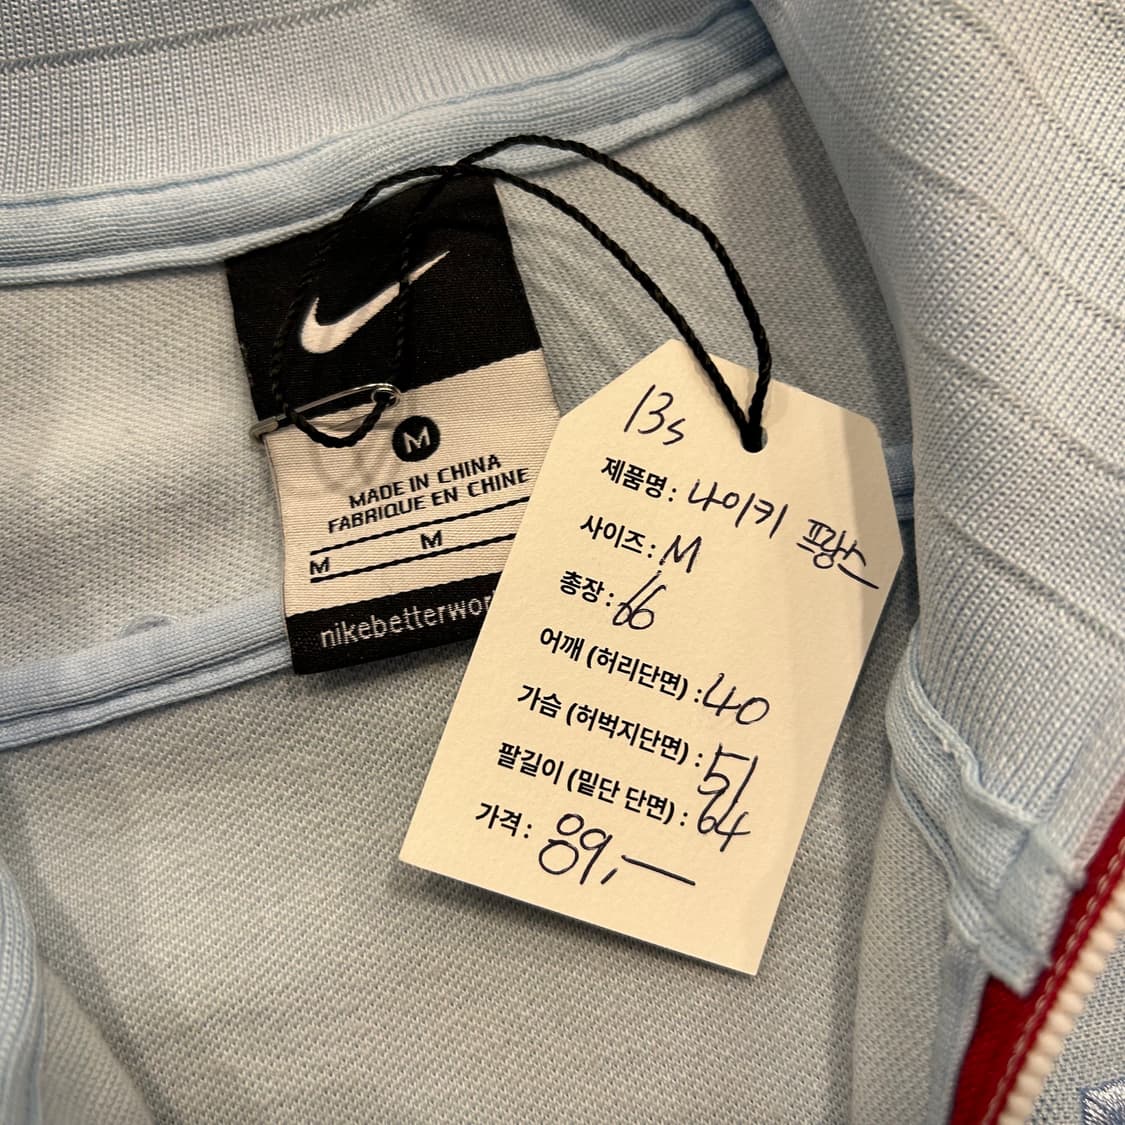 M
MADE IN CHINA
FABRIQUE EN CHINE
M
M
nikebetterwor
13s
제품명: 나이키 프랑스
사이즈: M
총장: 66
어깨 (허리단면) : 40
가슴 (허벅지단면) : 51
팔길이 (밑단 단면) : 64
가격: 89,—